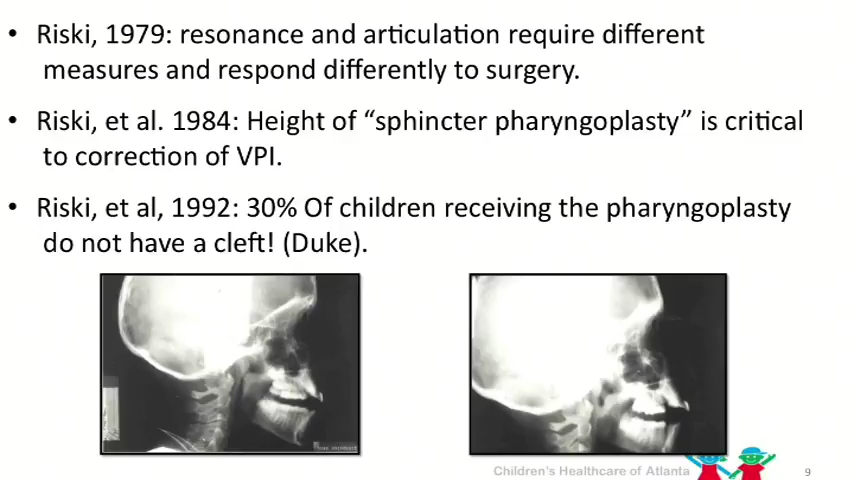 • Riski, 1979: resonance and articulation require different
measures and respond differently to surgery.
• Riski, et al. 1984: Height of “sphincter pharyngoplasty” is critical
to correction of VPI.
• Riski, et al, 1992: 30% Of children receiving the pharyngoplasty
do not have a cleft! (Duke).
Children's Healthcare of Atlanta
9